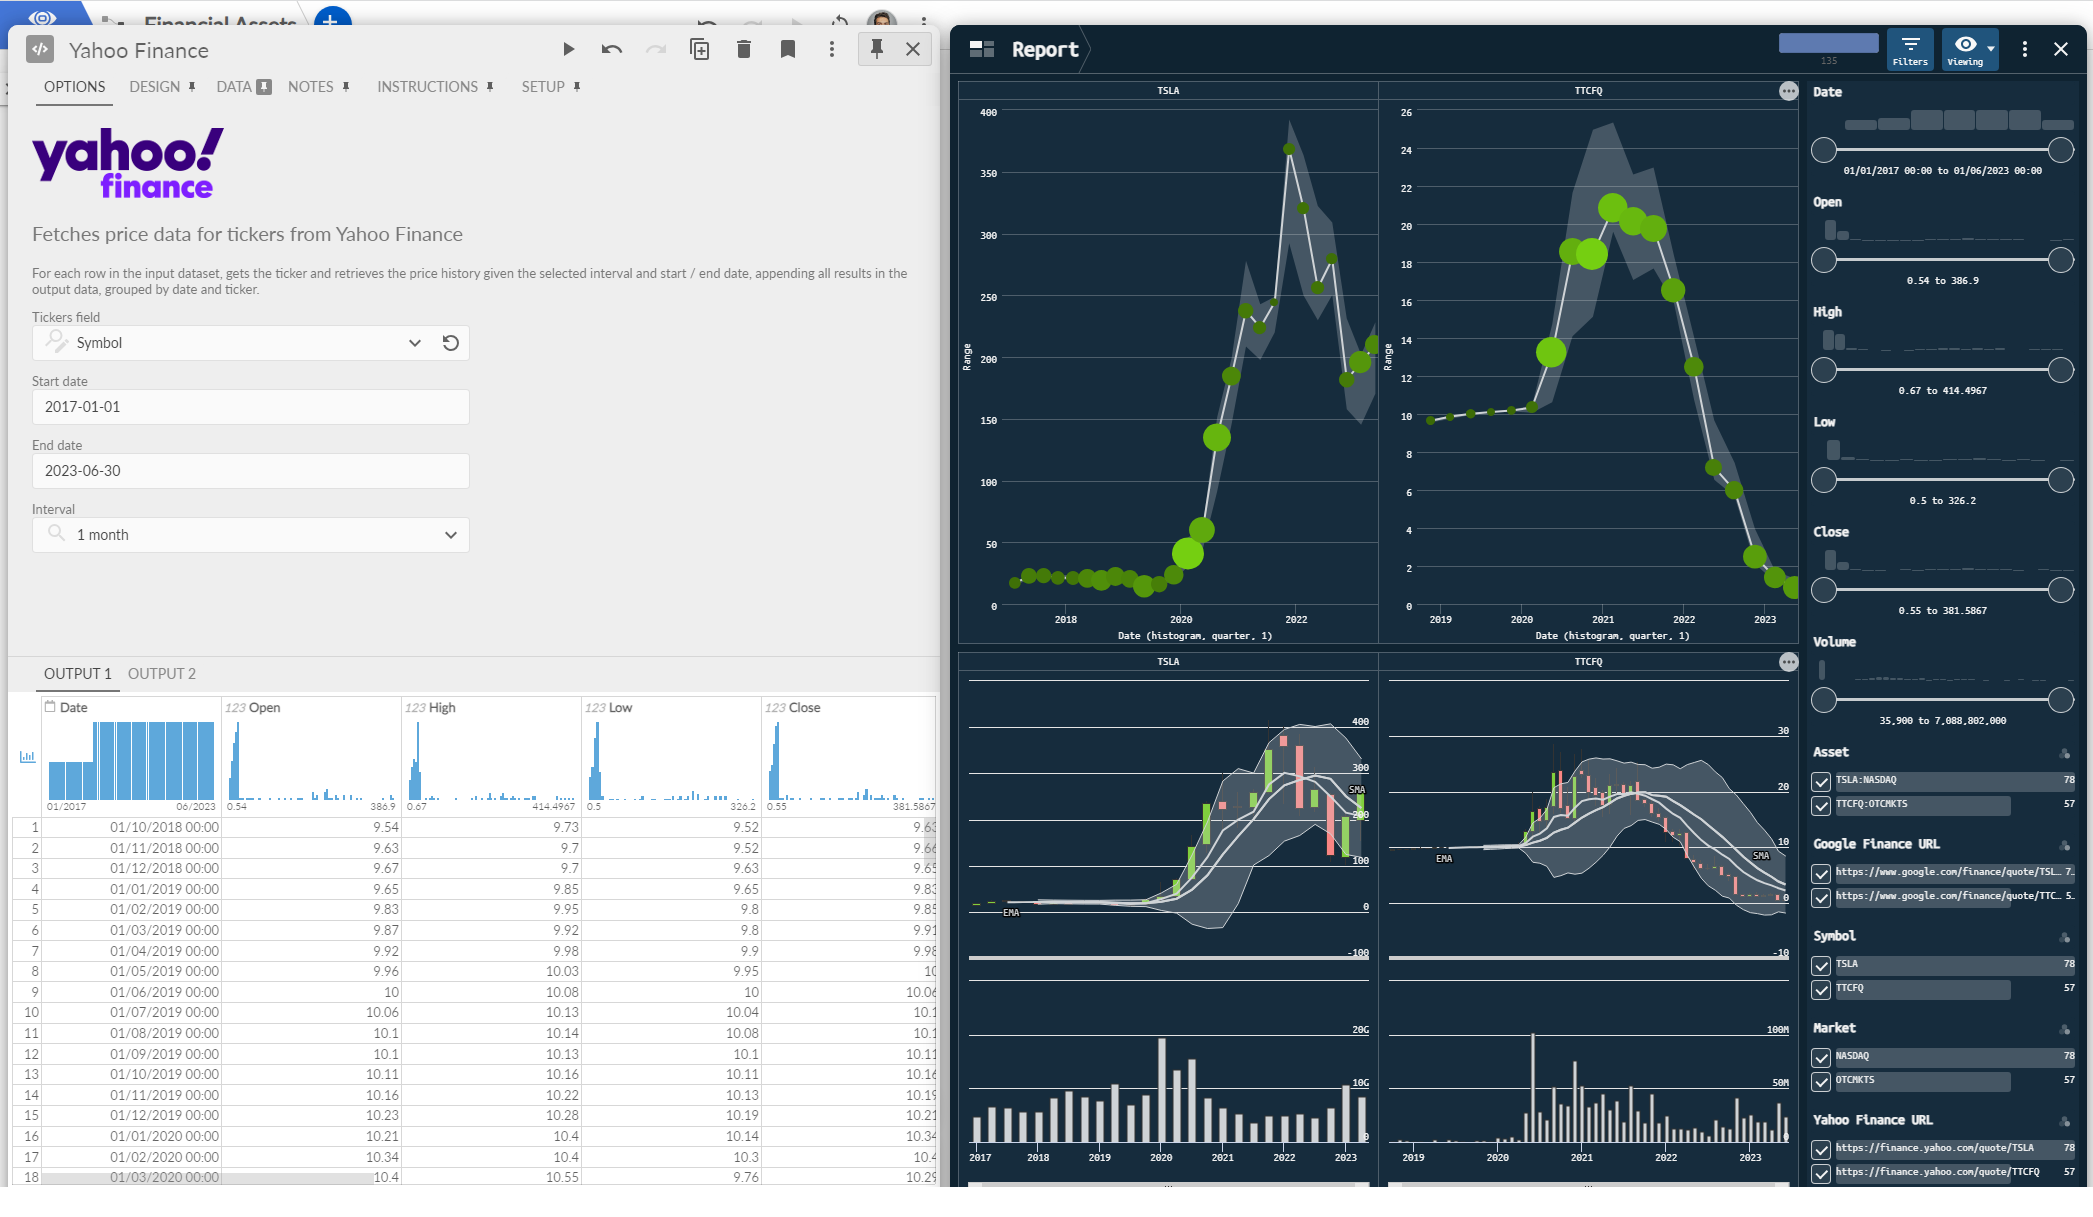 Financial Assets
Yahoo Finance
OPTIONS DESIGN DATA NOTES INSTRUCTIONS SETUP
yahoo!
finance
Fetches price data for tickers from Yahoo Finance
For each row in the input dataset, gets the ticker and retrieves the price history given the selected interval and start / end date, appending all results in the
output data, grouped by date and ticker.
Tickers field
Symbol
Start date
2017-01-01
End date
2023-06-30
Interval
1 month
OUTPUT 1 OUTPUT 2
Date 123 Open 123 High 123 Low 123 Close
01/2017 06/2023 0.54 386.9 0.67 414.4967 0.5 326.2 0.55 381.5867
1 01/10/2018 00:00 9.54 9.73 9.52 9.63
2 01/11/2018 00:00 9.63 9.7 9.52 9.66
3 01/12/2018 00:00 9.67 9.7 9.63 9.65
4 01/01/2019 00:00 9.65 9.85 9.65 9.83
5 01/02/2019 00:00 9.83 9.95 9.8 9.85
6 01/03/2019 00:00 9.87 9.92 9.8 9.91
7 01/04/2019 00:00 9.92 9.98 9.9 9.98
8 01/05/2019 00:00 9.96 10.03 9.95 10
9 01/06/2019 00:00 10 10.08 10 10.06
10 01/07/2019 00:00 10.06 10.13 10.04 10.1
11 01/08/2019 00:00 10.1 10.14 10.08 10.1
12 01/09/2019 00:00 10.1 10.13 10.1 10.11
13 01/10/2019 00:00 10.11 10.16 10.11 10.16
14 01/11/2019 00:00 10.16 10.22 10.13 10.19
15 01/12/2019 00:00 10.23 10.28 10.19 10.21
16 01/01/2020 00:00 10.21 10.4 10.14 10.34
17 01/02/2020 00:00 10.34 10.4 10.3 10.4
18 01/03/2020 00:00 10.4 10.55 9.76 10.29
Report
135
Filters
Viewing
TSLA
400
350
300
250
200
150
100
50
0
Range
2018 2020 2022
Date (histogram, quarter, 1)
TTCFQ
26
24
22
20
18
16
14
12
10
8
6
4
2
0
Range
2019 2020 2021 2022 2023
Date (histogram, quarter, 1)
TSLA
400
300
SMA
200
100
EMA
0
-100
20G
10G
0
2017 2018 2019 2020 2021 2022 2023
TTCFQ
30
20
10
EMA
SMA
0
-10
100M
50M
0
2019 2020 2021 2022 2023
Date
01/01/2017 00:00 to 01/06/2023 00:00
Open
0.54 to 386.9
High
0.67 to 414.4967
Low
0.5 to 326.2
Close
0.55 to 381.5867
Volume
35,900 to 7,088,802,000
Asset
TSLA:NASDAQ 78
TTCFQ:OTCMKTS 57
Google Finance URL
https://www.google.com/finance/quote/TSL… 7…
https://www.google.com/finance/quote/TTC… 5…
Symbol
TSLA 78
TTCFQ 57
Market
NASDAQ 78
OTCMKTS 57
Yahoo Finance URL
https://finance.yahoo.com/quote/TSLA 78
https://finance.yahoo.com/quote/TTCFQ 57